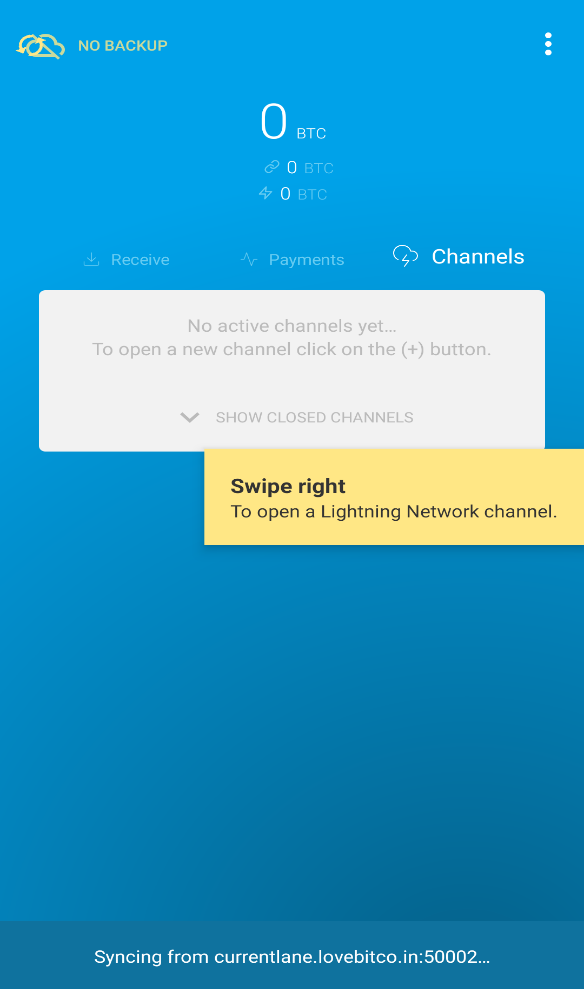 NO BACKUP
0 BTC
0 BTC
0 BTC
Receive
Payments
Channels
No active channels yet...
To open a new channel click on the (+) button.
SHOW CLOSED CHANNELS
Swipe right
To open a Lightning Network channel.
Syncing from currentlane.lovebitco.in:50002...